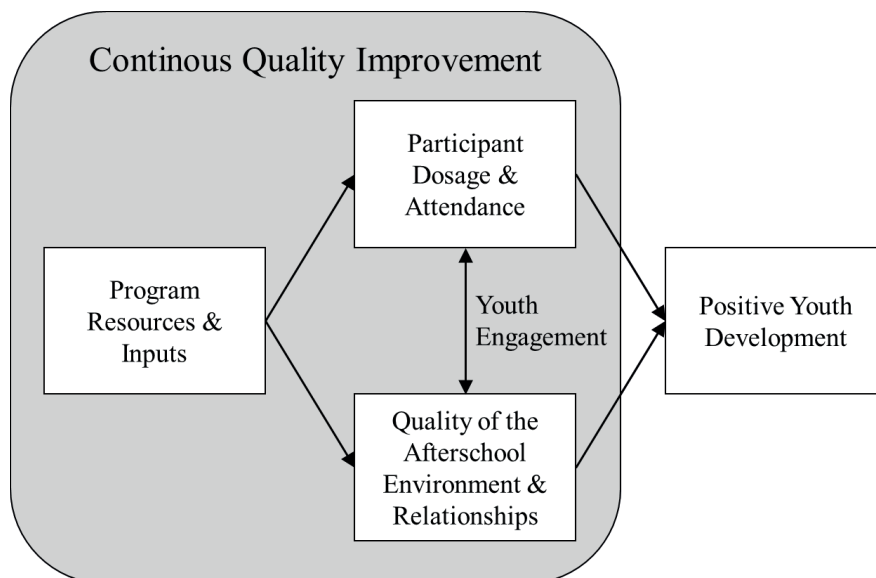 Continous Quality Improvement
Participant
Dosage &
Attendance
Program
Resources &
Inputs
Youth
Engagement
Positive Youth
Development
Quality of the
Afterschool
Environment &
Relationships